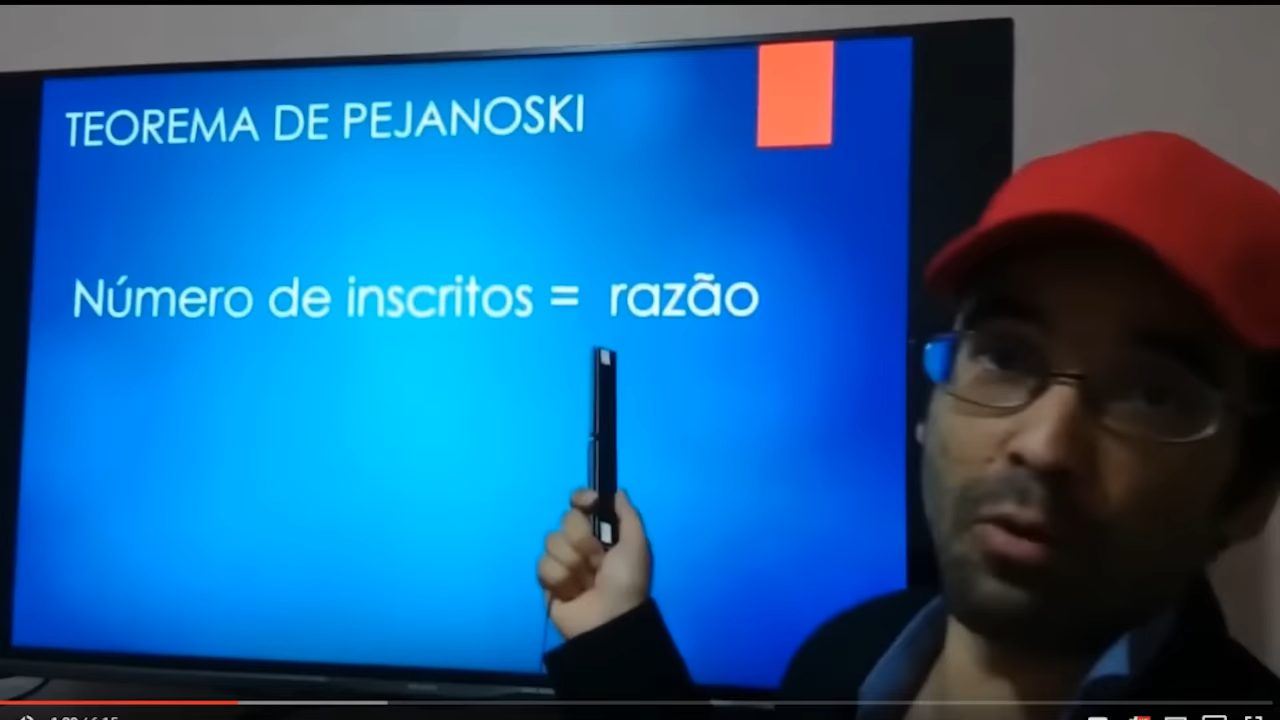 TEOREMA DE PEJANOSKI
Número de inscritos = razão